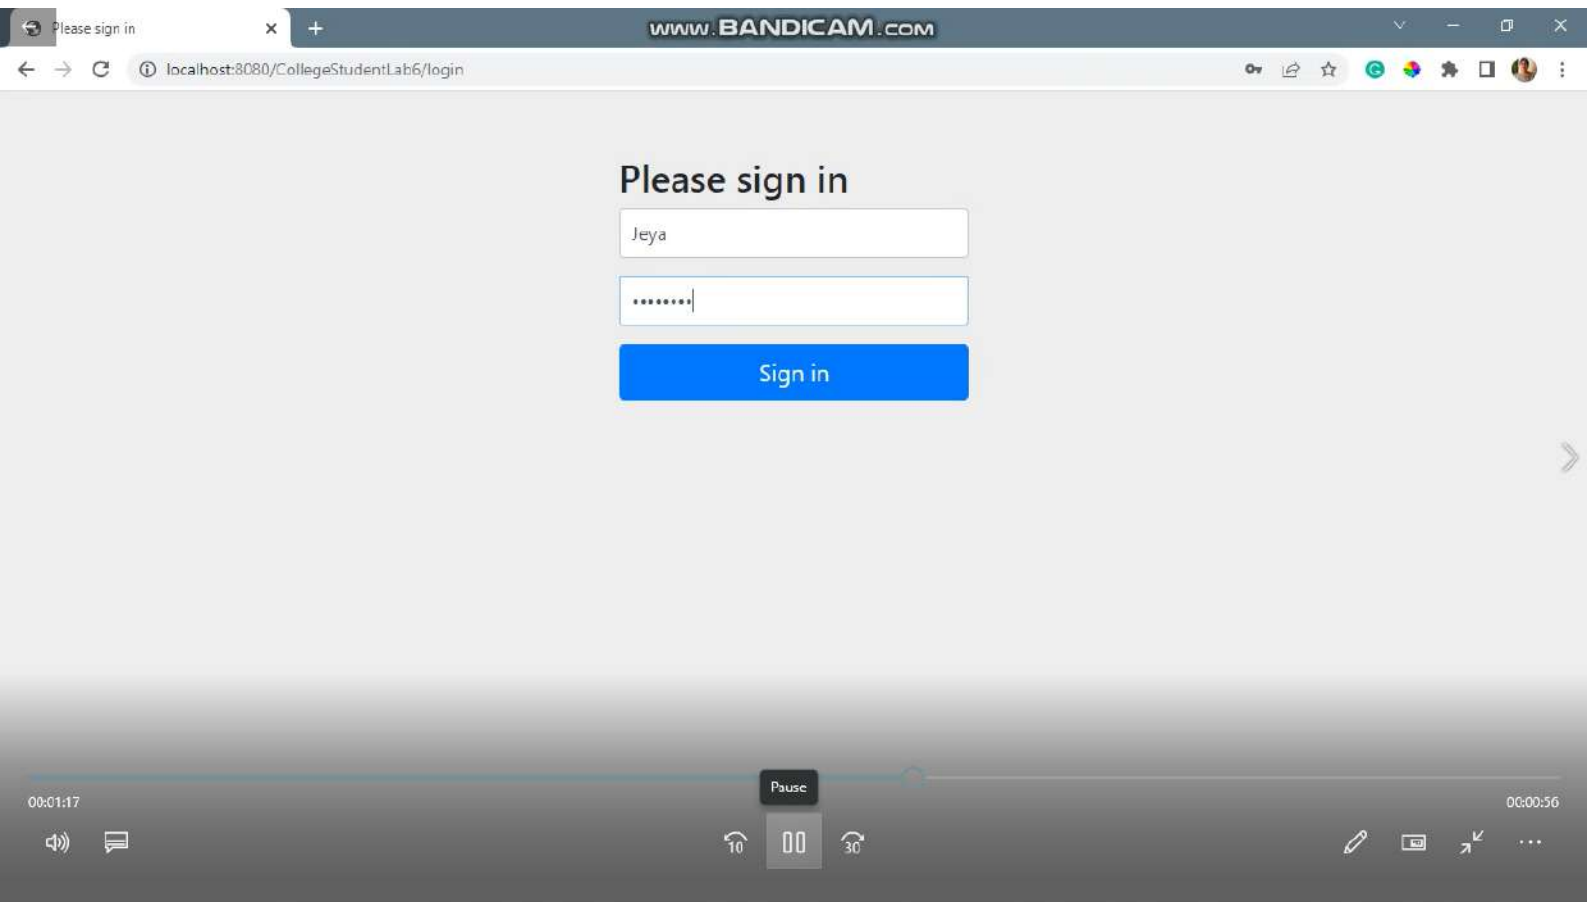 Please sign in
www.BANDICAM.com
localhost:8080/CollegeStudentLab6/login
Please sign in
Jeya
••••••••
Sign in
Pause
00:01:17
00:00:56
10
30